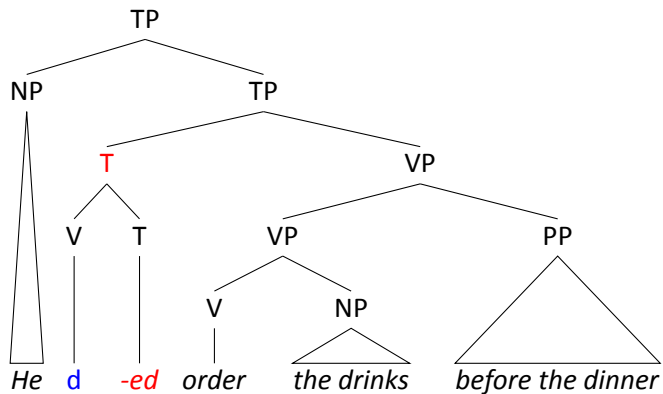 TP
NP TP
T VP
V T VP PP
V NP
He d -ed order the drinks before the dinner